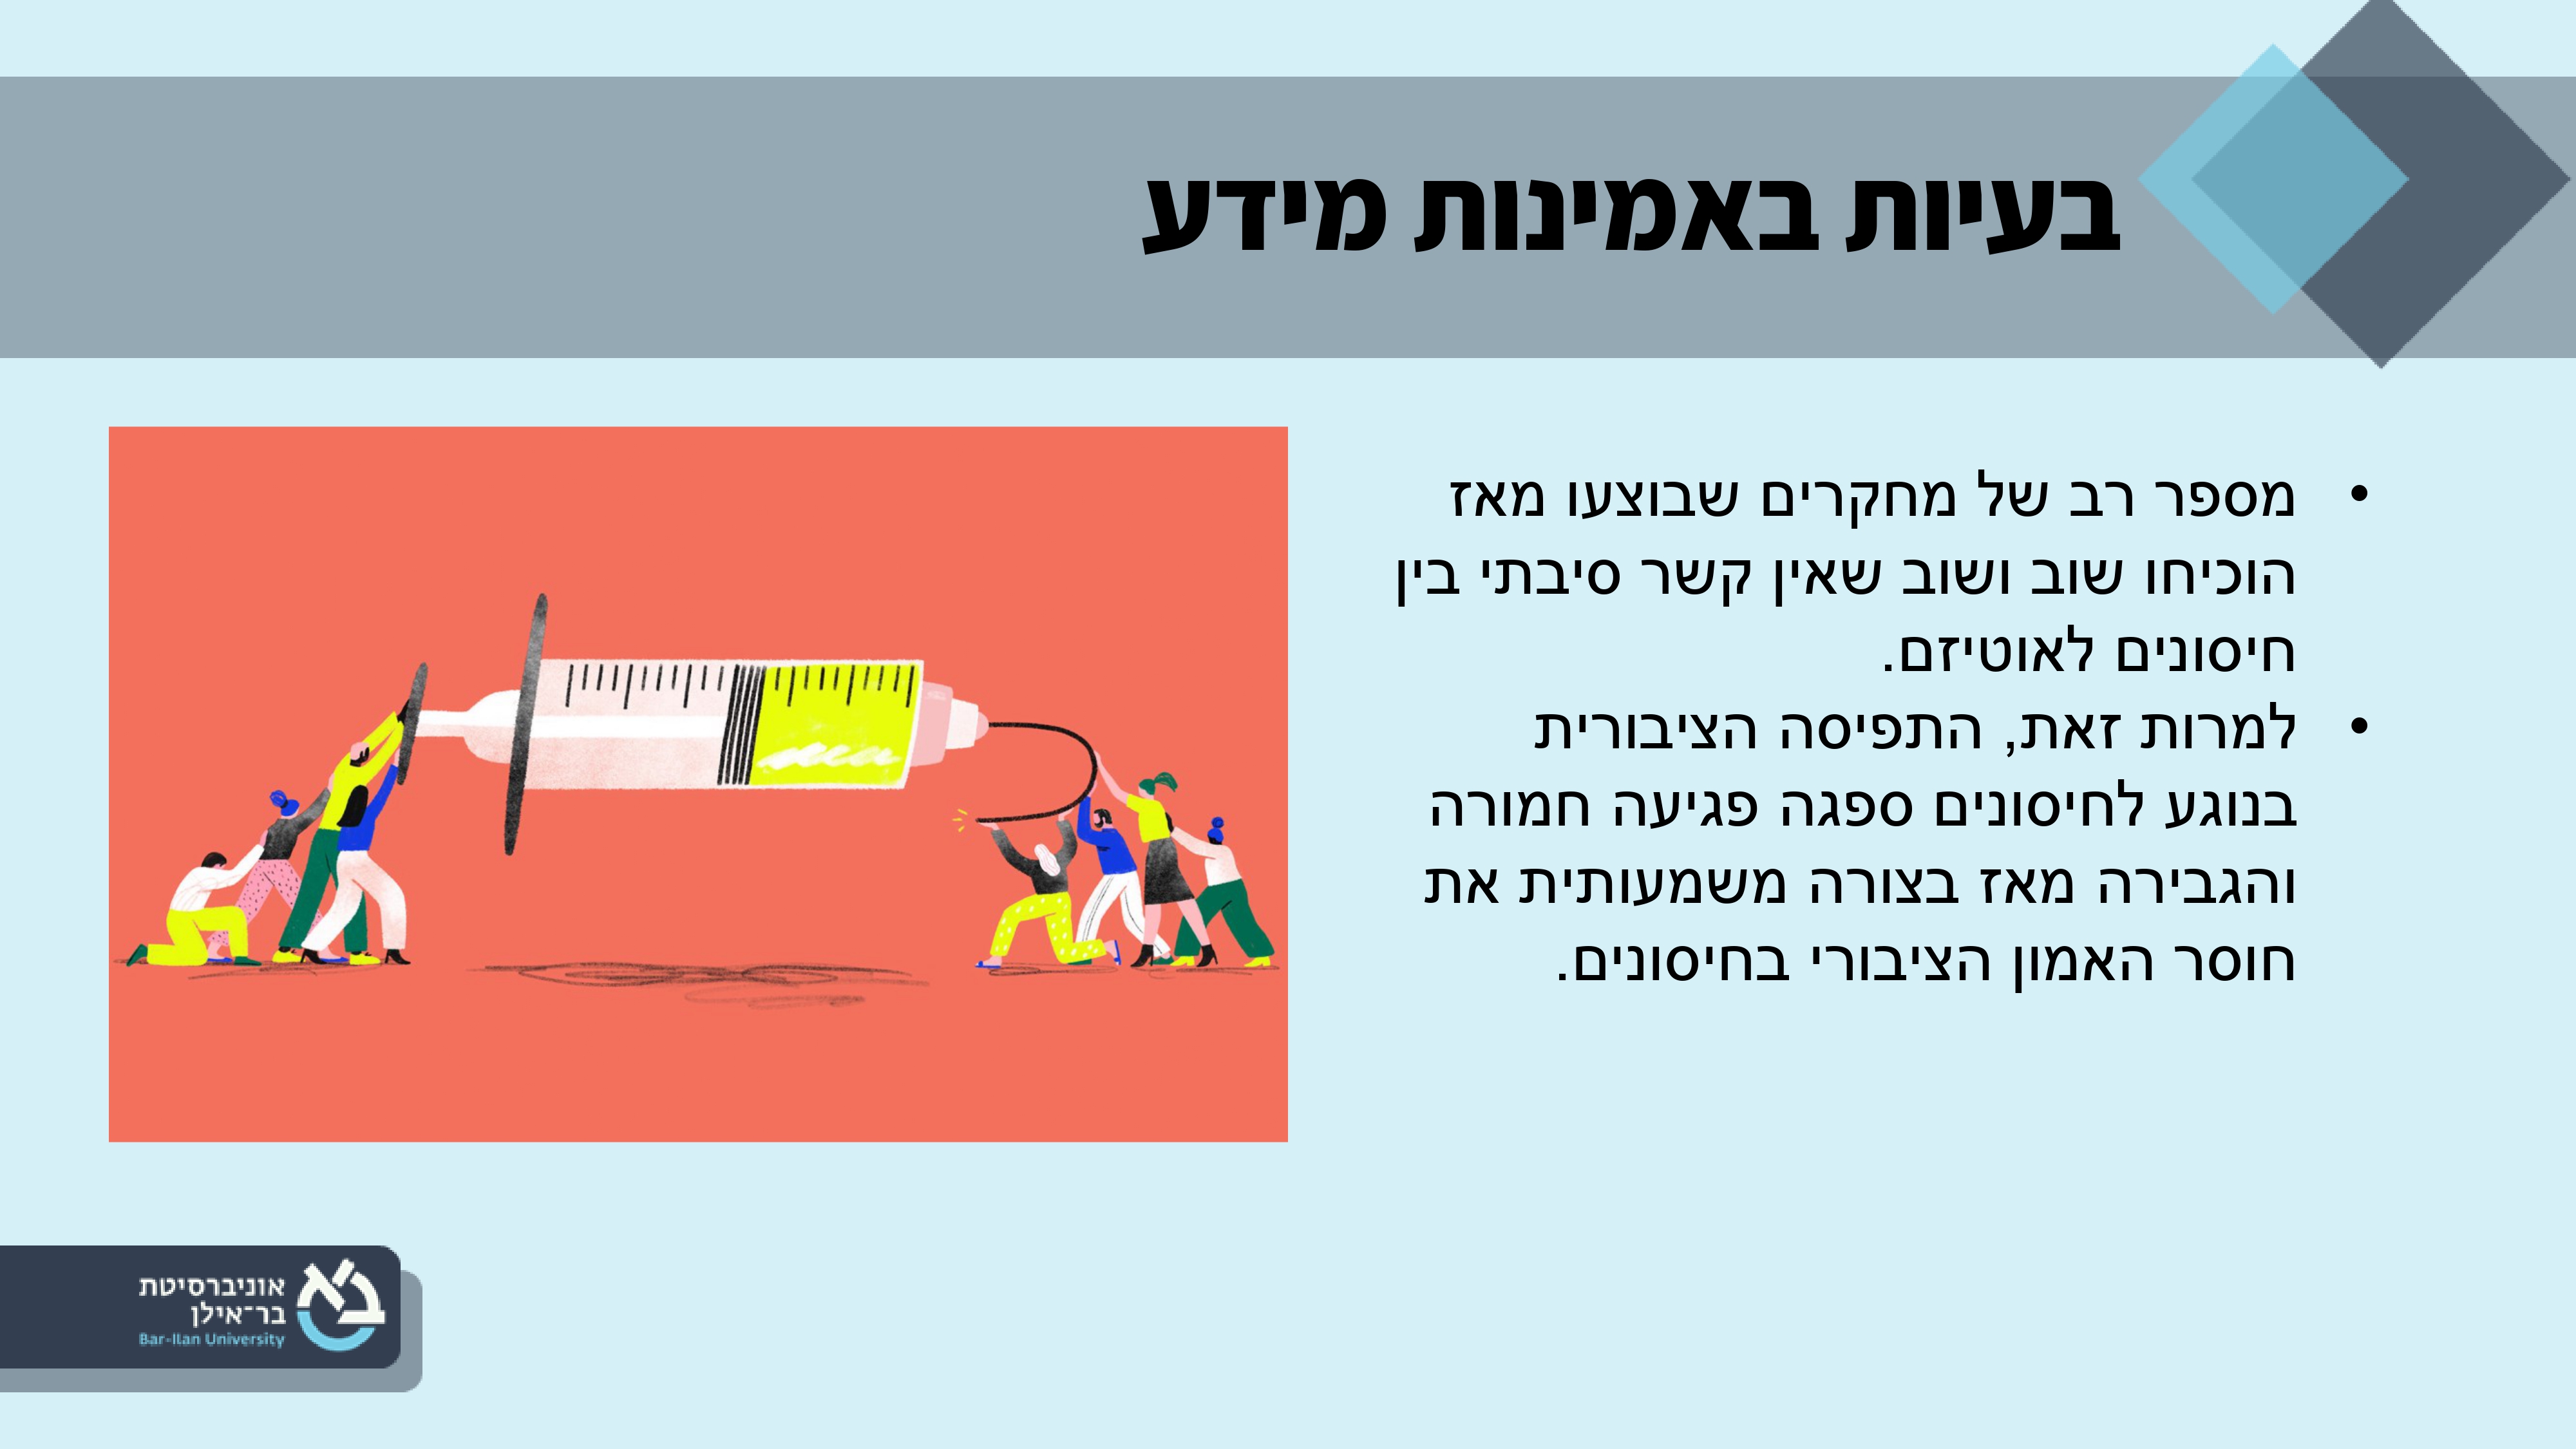 בעיות באמינות מידע
• מספר רב של מחקרים שבוצעו מאז
הוכיחו שוב ושוב שאין קשר סיבתי בין
חיסונים לאוטיזם.
• למרות זאת, התפיסה הציבורית
בנוגע לחיסונים ספגה פגיעה חמורה
והגבירה מאז בצורה משמעותית את
חוסר האמון הציבורי בחיסונים.
אוניברסיטת
בר־אילן
Bar-Ilan University